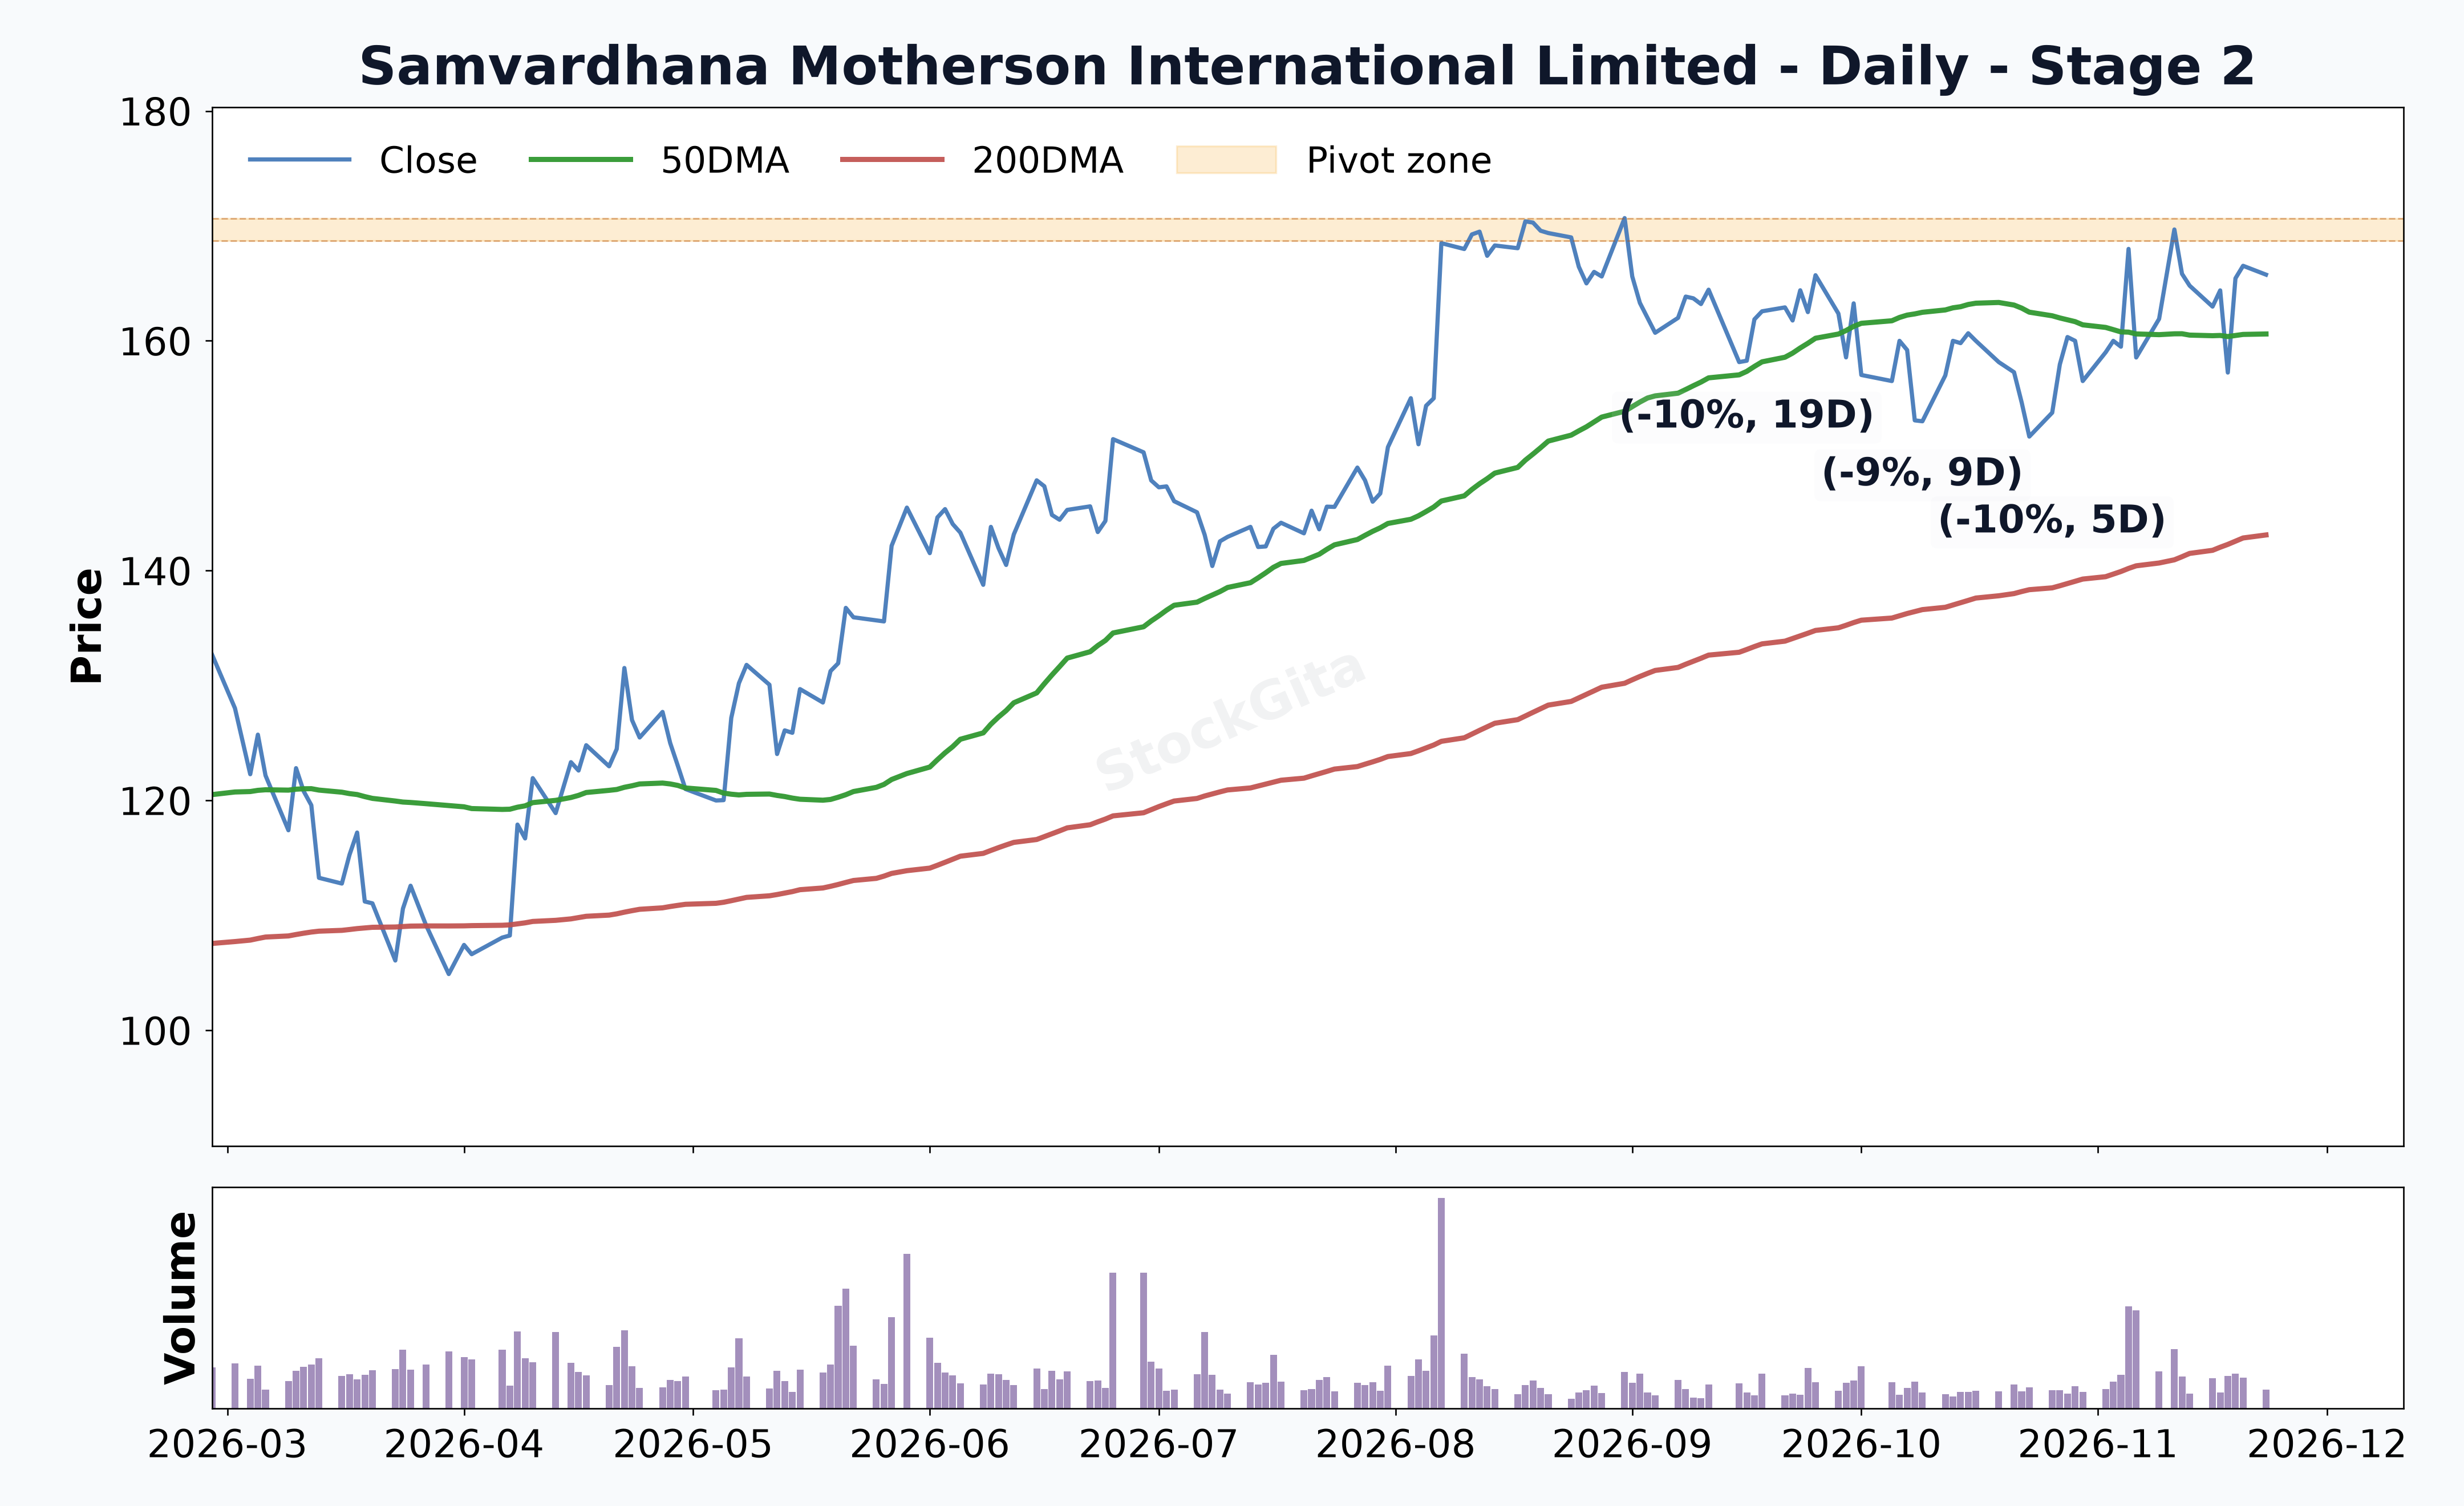 Samvardhana Motherson International Limited - Daily - Stage 2
180
Close 50DMA 200DMA Pivot zone
160
(-10%, 19D)
(-9%, 9D)
(-10%, 5D)
140
Price
StockGita
120
100
Volume
2026-03 2026-04 2026-05 2026-06 2026-07 2026-08 2026-09 2026-10 2026-11 2026-12